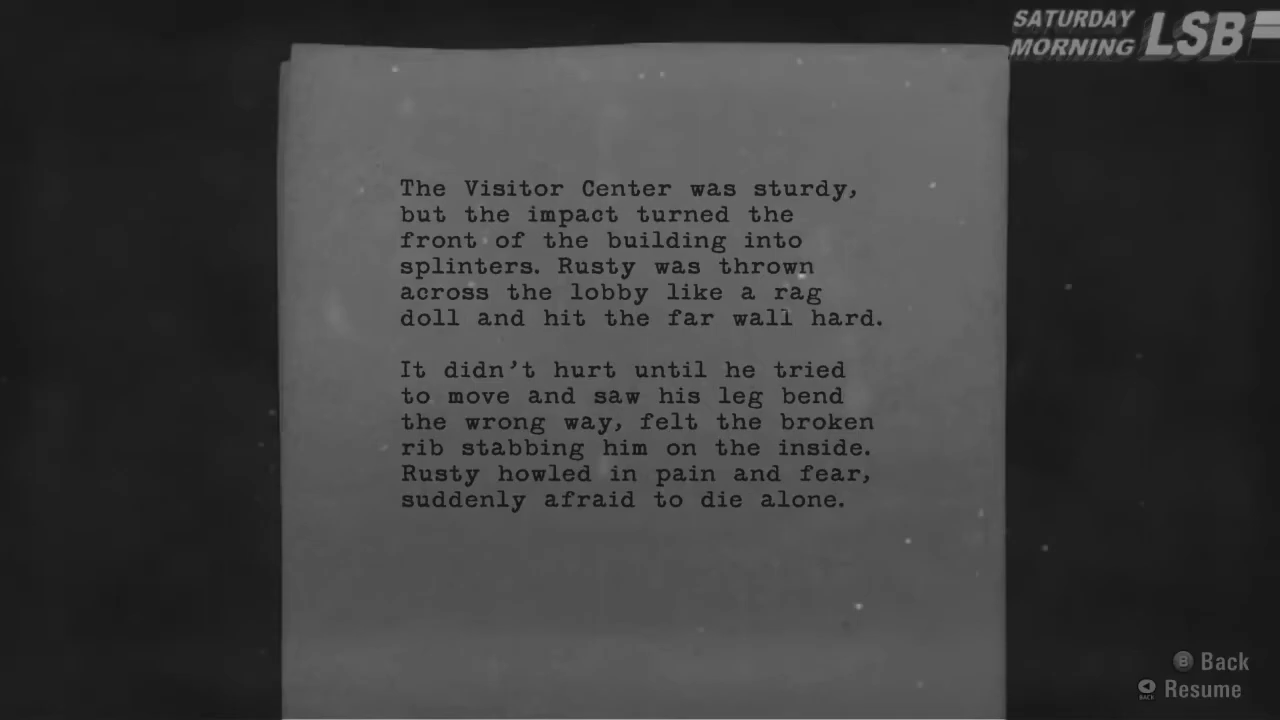 SATURDAY
MORNING LSB
The Visitor Center was sturdy,
but the impact turned the
front of the building into
splinters. Rusty was thrown
across the lobby like a rag
doll and hit the far wall hard.
It didn't hurt until he tried
to move and saw his leg bend
the wrong way, felt the broken
rib stabbing him on the inside.
Rusty howled in pain and fear,
suddenly afraid to die alone.
B Back
BACK Resume